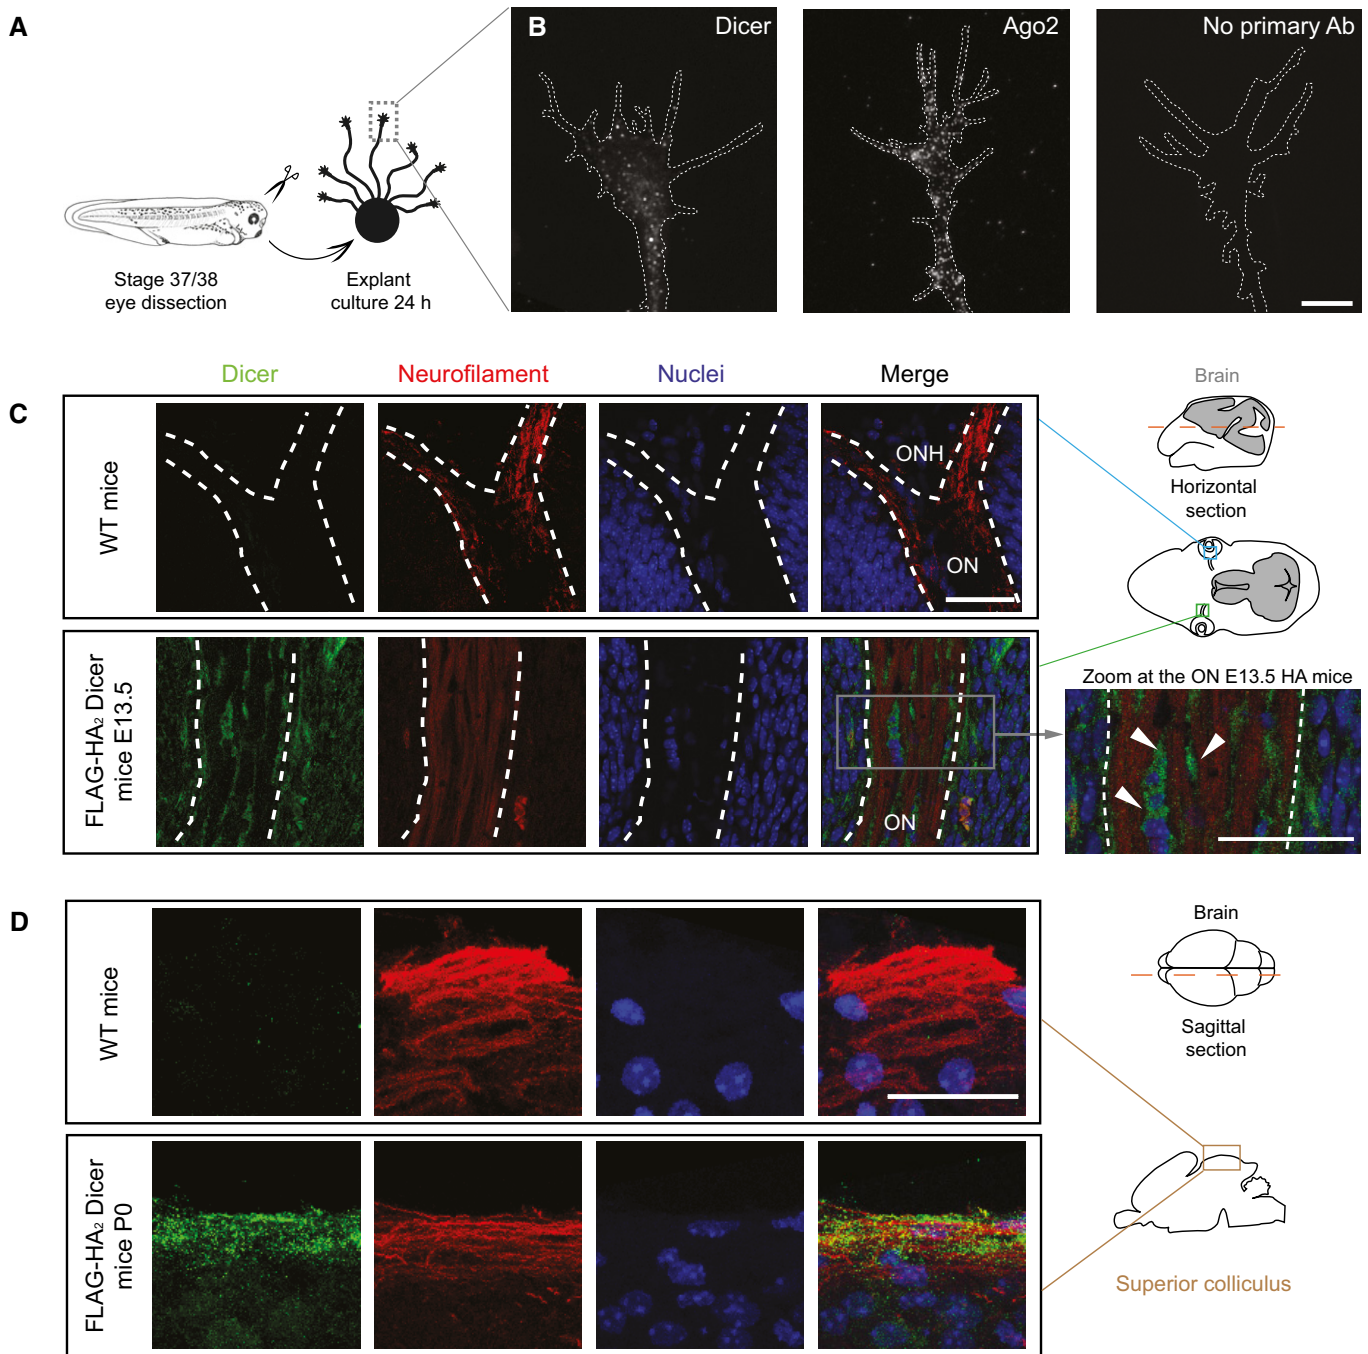 A
Stage 37/38
eye dissection
Explant
culture 24 h
B
Dicer
Ago2
No primary Ab
Dicer
Neurofilament
Nuclei
Merge
Brain
C
WT mice
ONH
ON
Horizontal
section
FLAG-HA₂ Dicer
mice E13.5
ON
Zoom at the ON E13.5 HA mice
D
WT mice
Brain
Sagittal
section
FLAG-HA₂ Dicer
mice P0
Superior colliculus